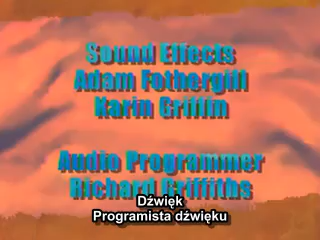 Sound Effects
Adam Fothergill
Karin Griffin
Audio Programmer
Richard Griffiths
Dźwięk
Programista dźwięku